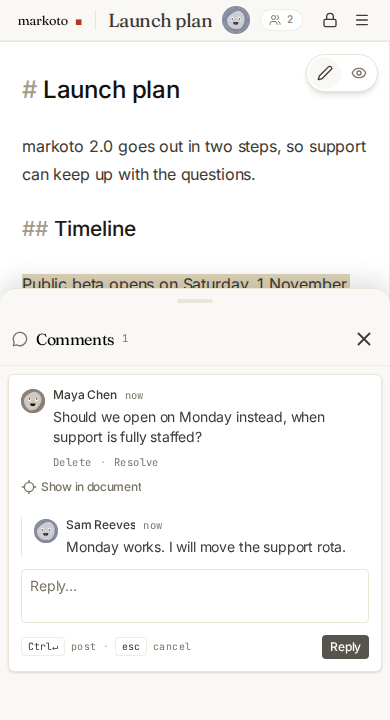 markoto
Launch plan
2
# Launch plan
markoto 2.0 goes out in two steps, so support
can keep up with the questions.
## Timeline
Public beta opens on Saturday, 1 November
Comments 1
Maya Chen now
Should we open on Monday instead, when
support is fully staffed?
Delete · Resolve
Show in document
Sam Reeves now
Monday works. I will move the support rota.
Reply...
Ctrl↵ post · esc cancel
Reply